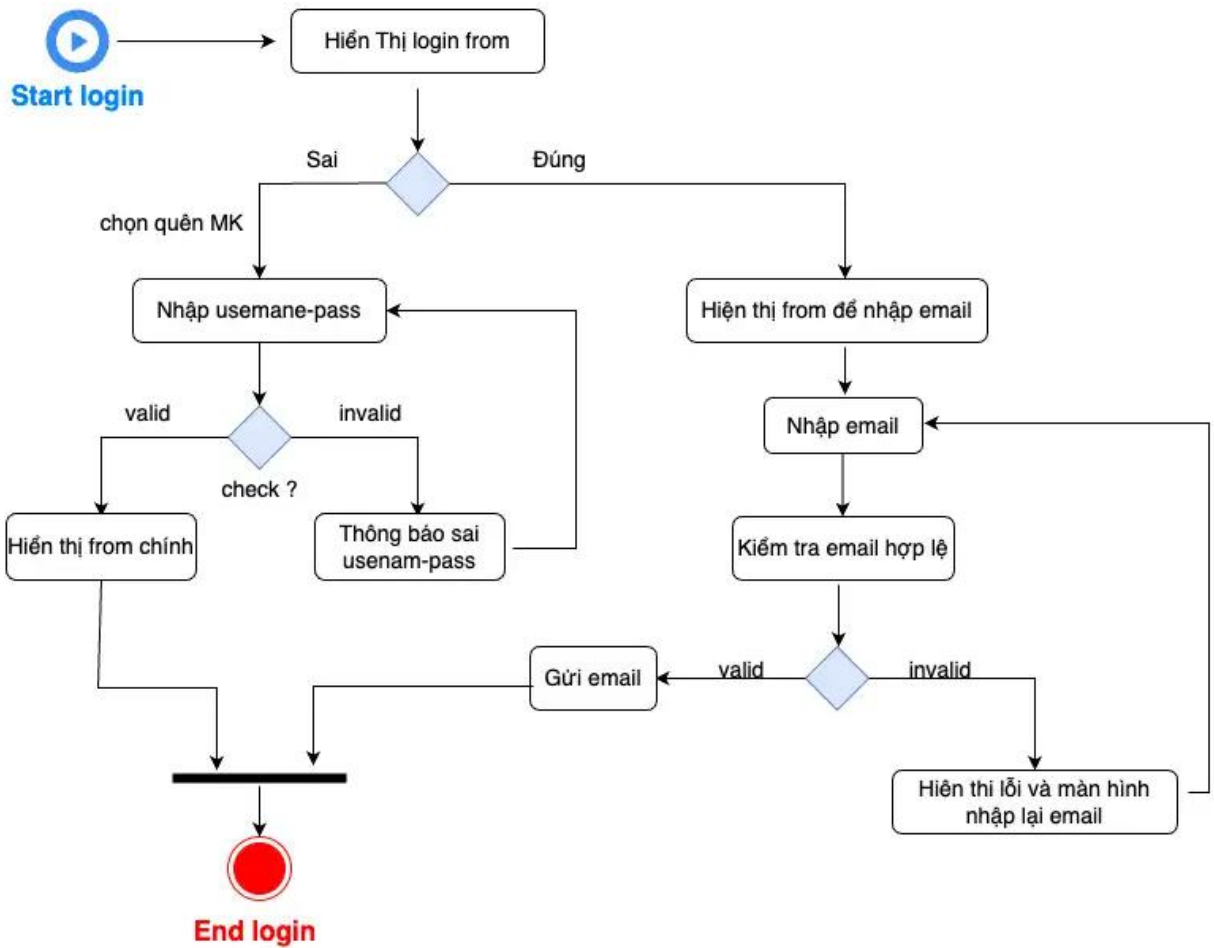 Hiển Thị login from
Start login
Sai
Đúng
chọn quên MK
Nhập usemane-pass
Hiện thị from để nhập email
valid
invalid
Nhập email
check ?
Hiển thị from chính
Thông báo sai
usenam-pass
Kiểm tra email hợp lệ
Gửi email
valid
invalid
Hiên thi lỗi và màn hình
nhập lại email
End login